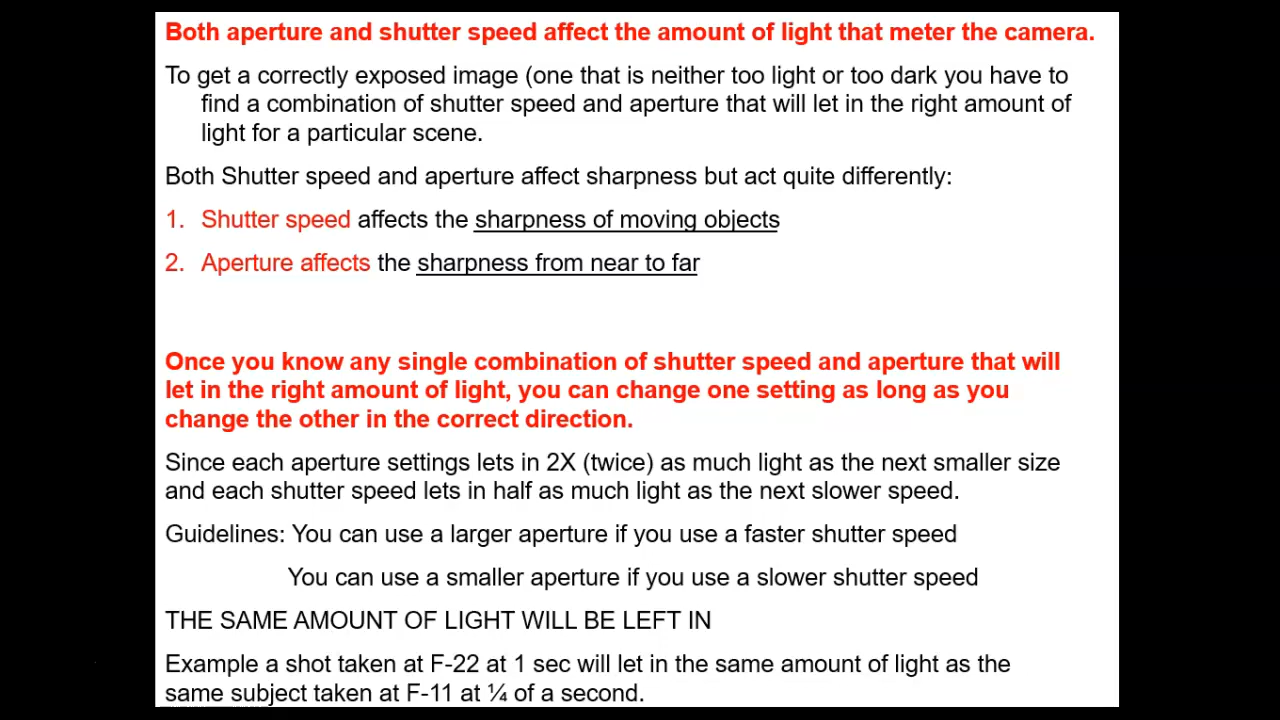 Both aperture and shutter speed affect the amount of light that meter the camera.
To get a correctly exposed image (one that is neither too light or too dark you have to
find a combination of shutter speed and aperture that will let in the right amount of
light for a particular scene.
Both Shutter speed and aperture affect sharpness but act quite differently:
1. Shutter speed affects the sharpness of moving objects
2. Aperture affects the sharpness from near to far
Once you know any single combination of shutter speed and aperture that will
let in the right amount of light, you can change one setting as long as you
change the other in the correct direction.
Since each aperture settings lets in 2X (twice) as much light as the next smaller size
and each shutter speed lets in half as much light as the next slower speed.
Guidelines: You can use a larger aperture if you use a faster shutter speed
You can use a smaller aperture if you use a slower shutter speed
THE SAME AMOUNT OF LIGHT WILL BE LEFT IN
Example a shot taken at F-22 at 1 sec will let in the same amount of light as the
same subject taken at F-11 at ¼ of a second.